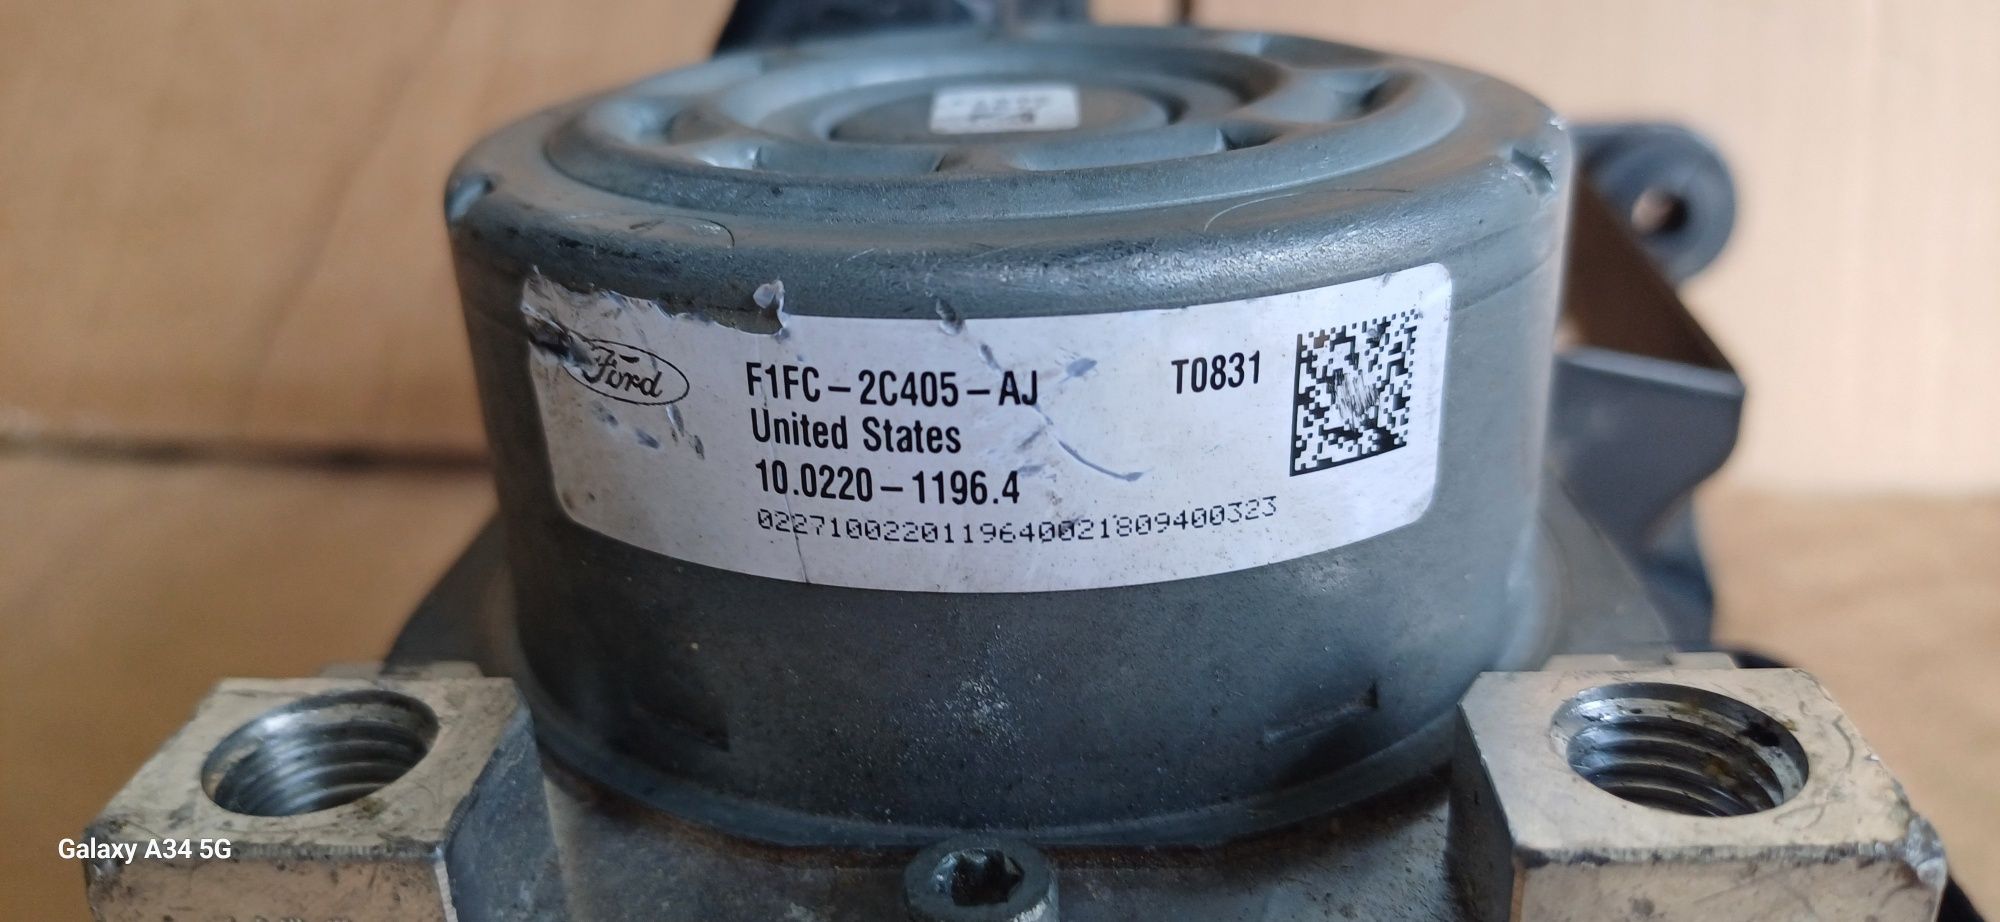 Ford
F1FC-2C405-AJ
T0831
United States
10.0220-1196.4
0227100220119640021809400323
Galaxy A34 5G